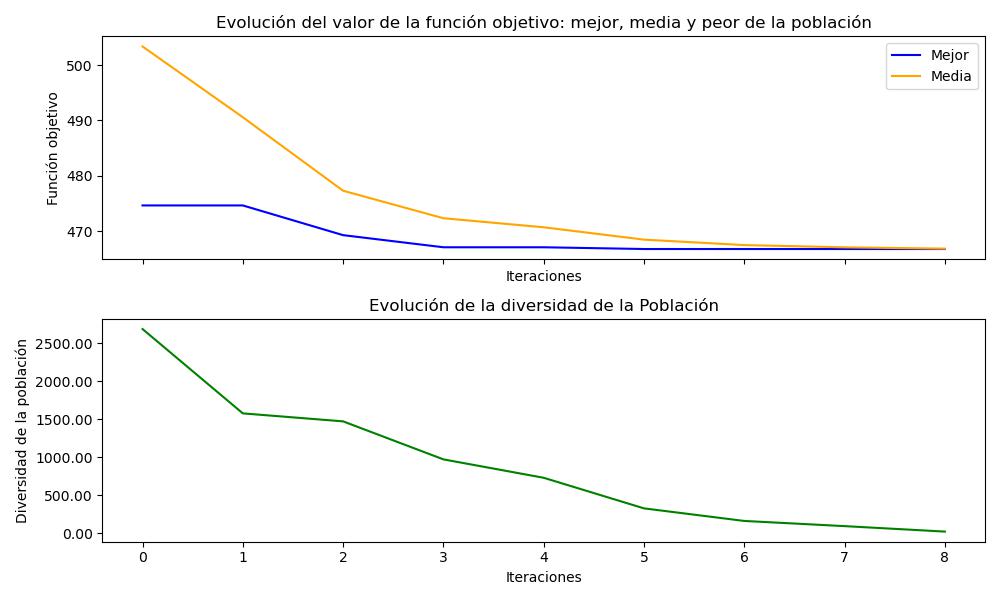 Evolución del valor de la función objetivo: mejor, media y peor de la población
Mejor
Media
Función objetivo
500
490
480
470
Iteraciones
Evolución de la diversidad de la Población
Diversidad de la población
2500.00
2000.00
1500.00
1000.00
500.00
0.00
0 1 2 3 4 5 6 7 8
Iteraciones